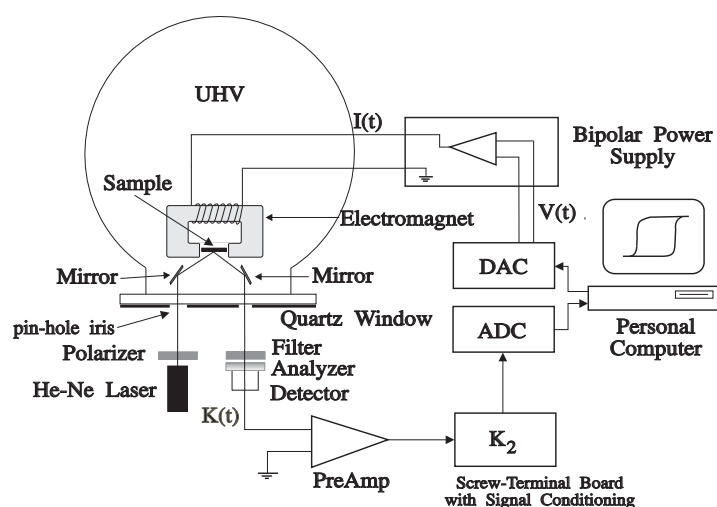 UHV
I(t)
Bipolar Power
Supply
Sample
Electromagnet
V(t)
DAC
Mirror
Mirror
pin-hole iris
Quartz Window
ADC
Personal
Computer
Polarizer
Filter
Analyzer
He-Ne Laser
Detector
K(t)
K2
PreAmp
Screw-Terminal Board
with Signal Conditioning